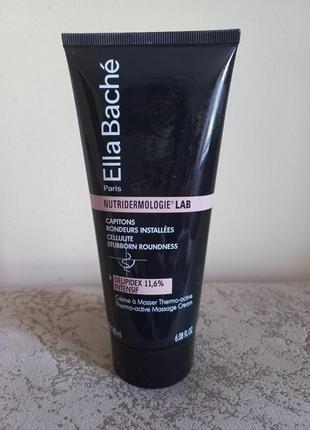 Ella Baché
Paris
NUTRIDERMOLOGIE® LAB
CAPITONS
RONDEURS INSTALLÉES
CELLULITE
STUBBORN ROUNDNESS
DELIPIDEX 11,6%
INTENSIF
Crème à Masser Thermo-active
Thermo-active Massage Cream
6.08 FL.OZ.